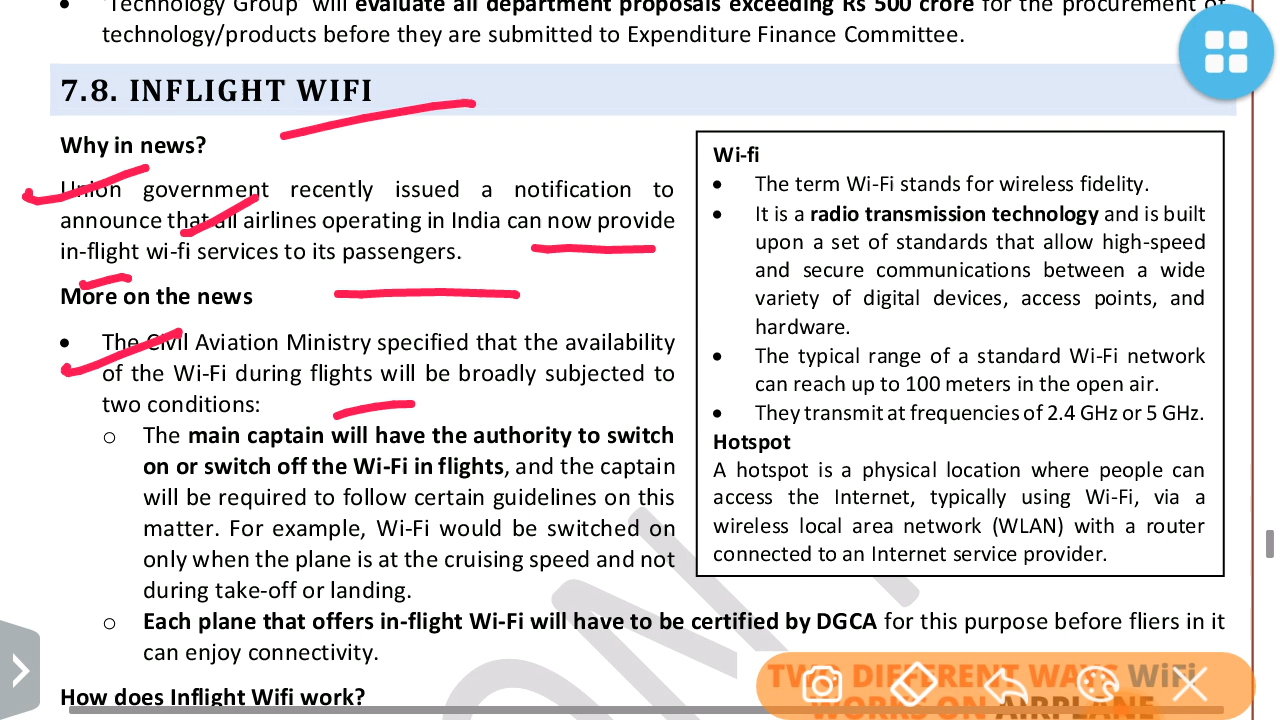 • 'Technology Group' will evaluate all department proposals exceeding Rs 500 crore for the procurement of
technology/products before they are submitted to Expenditure Finance Committee.
7.8. INFLIGHT WIFI
Why in news?
Union government recently issued a notification to
announce that all airlines operating in India can now provide
in-flight wi-fi services to its passengers.
More on the news
• The Civil Aviation Ministry specified that the availability
of the Wi-Fi during flights will be broadly subjected to
two conditions:
o The main captain will have the authority to switch
on or switch off the Wi-Fi in flights, and the captain
will be required to follow certain guidelines on this
matter. For example, Wi-Fi would be switched on
only when the plane is at the cruising speed and not
during take-off or landing.
o Each plane that offers in-flight Wi-Fi will have to be certified by DGCA for this purpose before fliers in it
can enjoy connectivity.
How does Inflight Wifi work?
Wi-fi
• The term Wi-Fi stands for wireless fidelity.
• It is a radio transmission technology and is built
upon a set of standards that allow high-speed
and secure communications between a wide
variety of digital devices, access points, and
hardware.
• The typical range of a standard Wi-Fi network
can reach up to 100 meters in the open air.
• They transmit at frequencies of 2.4 GHz or 5 GHz.
Hotspot
A hotspot is a physical location where people can
access the Internet, typically using Wi-Fi, via a
wireless local area network (WLAN) with a router
connected to an Internet service provider.
TWO DIFFERENT WAYS WiFi
WORKS ON AIRPLANE